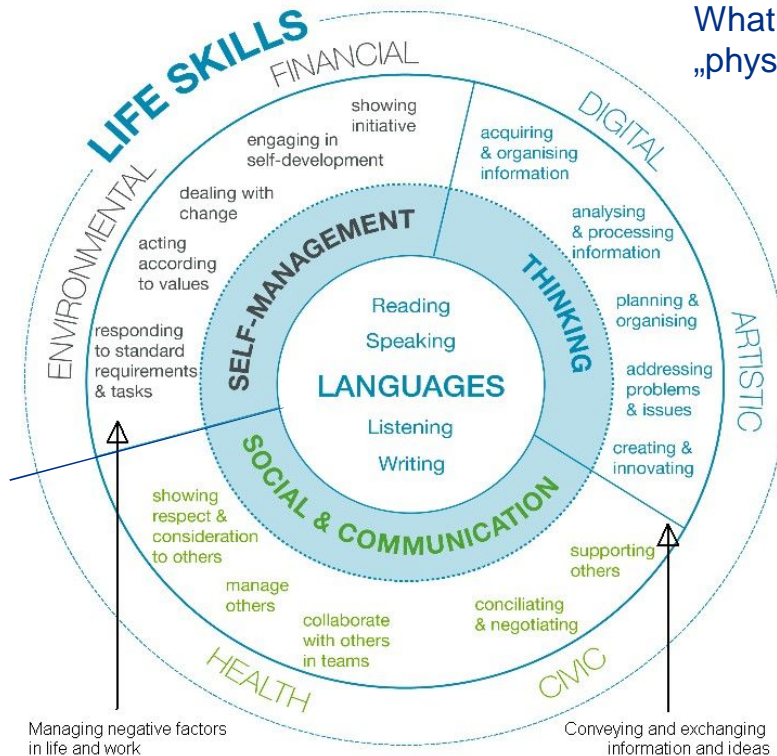 What
„phys
LIFE SKILLS
FINANCIAL
DIGITAL
ARTISTIC
CIVIC
HEALTH
ENVIRONMENTAL
showing
initiative
engaging in
self-development
dealing with
change
acting
according
to values
responding
to standard
requirements
& tasks
SELF-MANAGEMENT
acquiring
& organising
information
analysing
& processing
information
planning &
organising
addressing
problems
& issues
creating &
innovating
THINKING
Reading
Speaking
LANGUAGES
Listening
Writing
SOCIAL & COMMUNICATION
showing
respect &
consideration
to others
manage
others
collaborate
with others
in teams
conciliating
& negotiating
supporting
others
Managing negative factors
in life and work
Conveying and exchanging
information and ideas